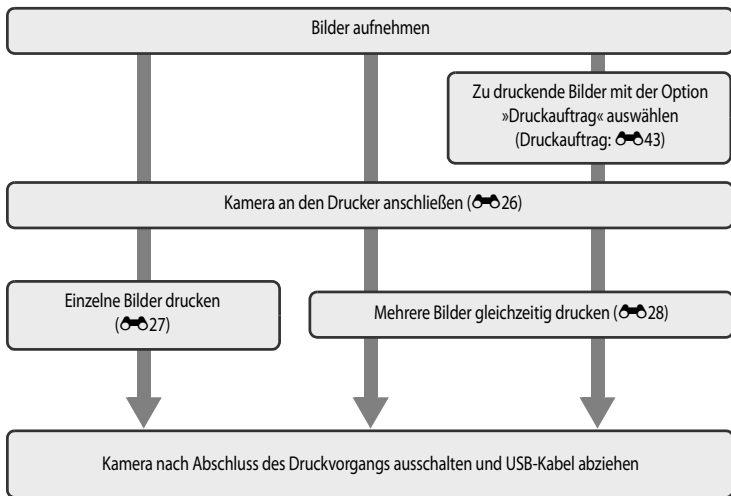 Bilder aufnehmen
Zu druckende Bilder mit der Option
»Druckauftrag« auswählen
(Druckauftrag: 43)
Kamera an den Drucker anschließen (26)
Einzelne Bilder drucken
(27)
Mehrere Bilder gleichzeitig drucken (28)
Kamera nach Abschluss des Druckvorgangs ausschalten und USB-Kabel abziehen